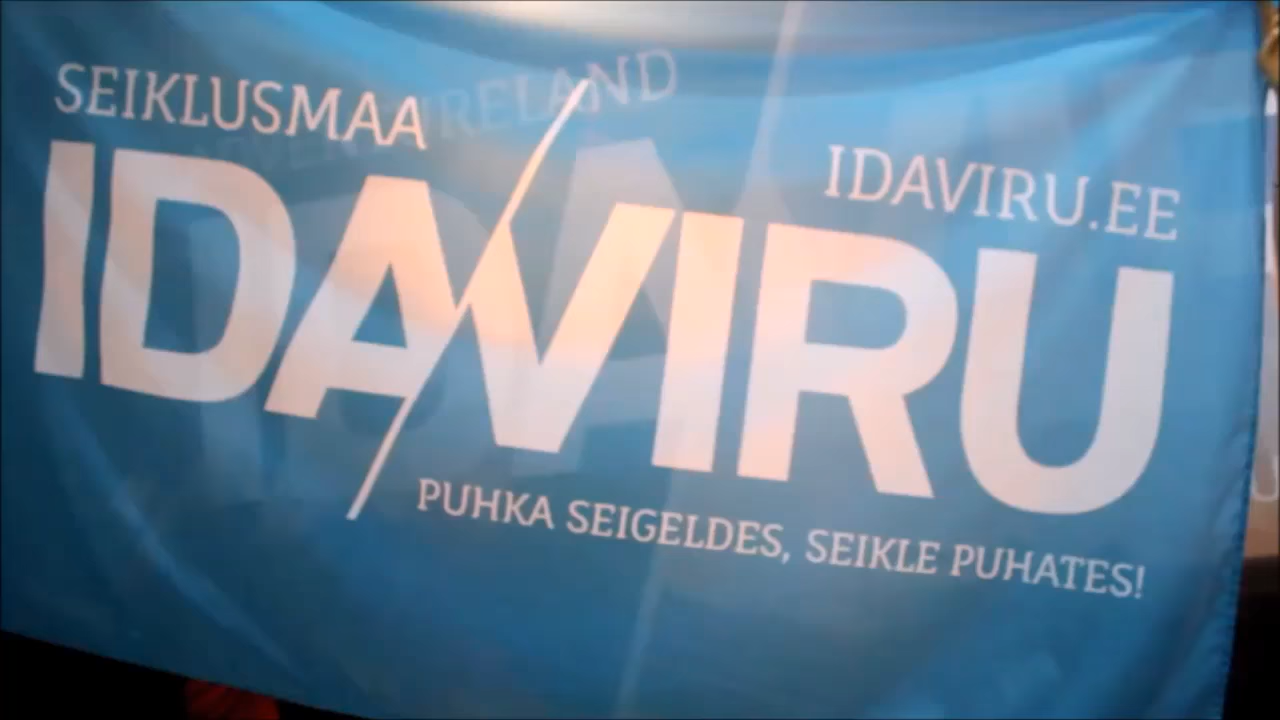 SEIKLUSMAA
IDAVIRU.EE
IDAVIRU
PUHKA SEIGELDES, SEIKLE PUHATES!